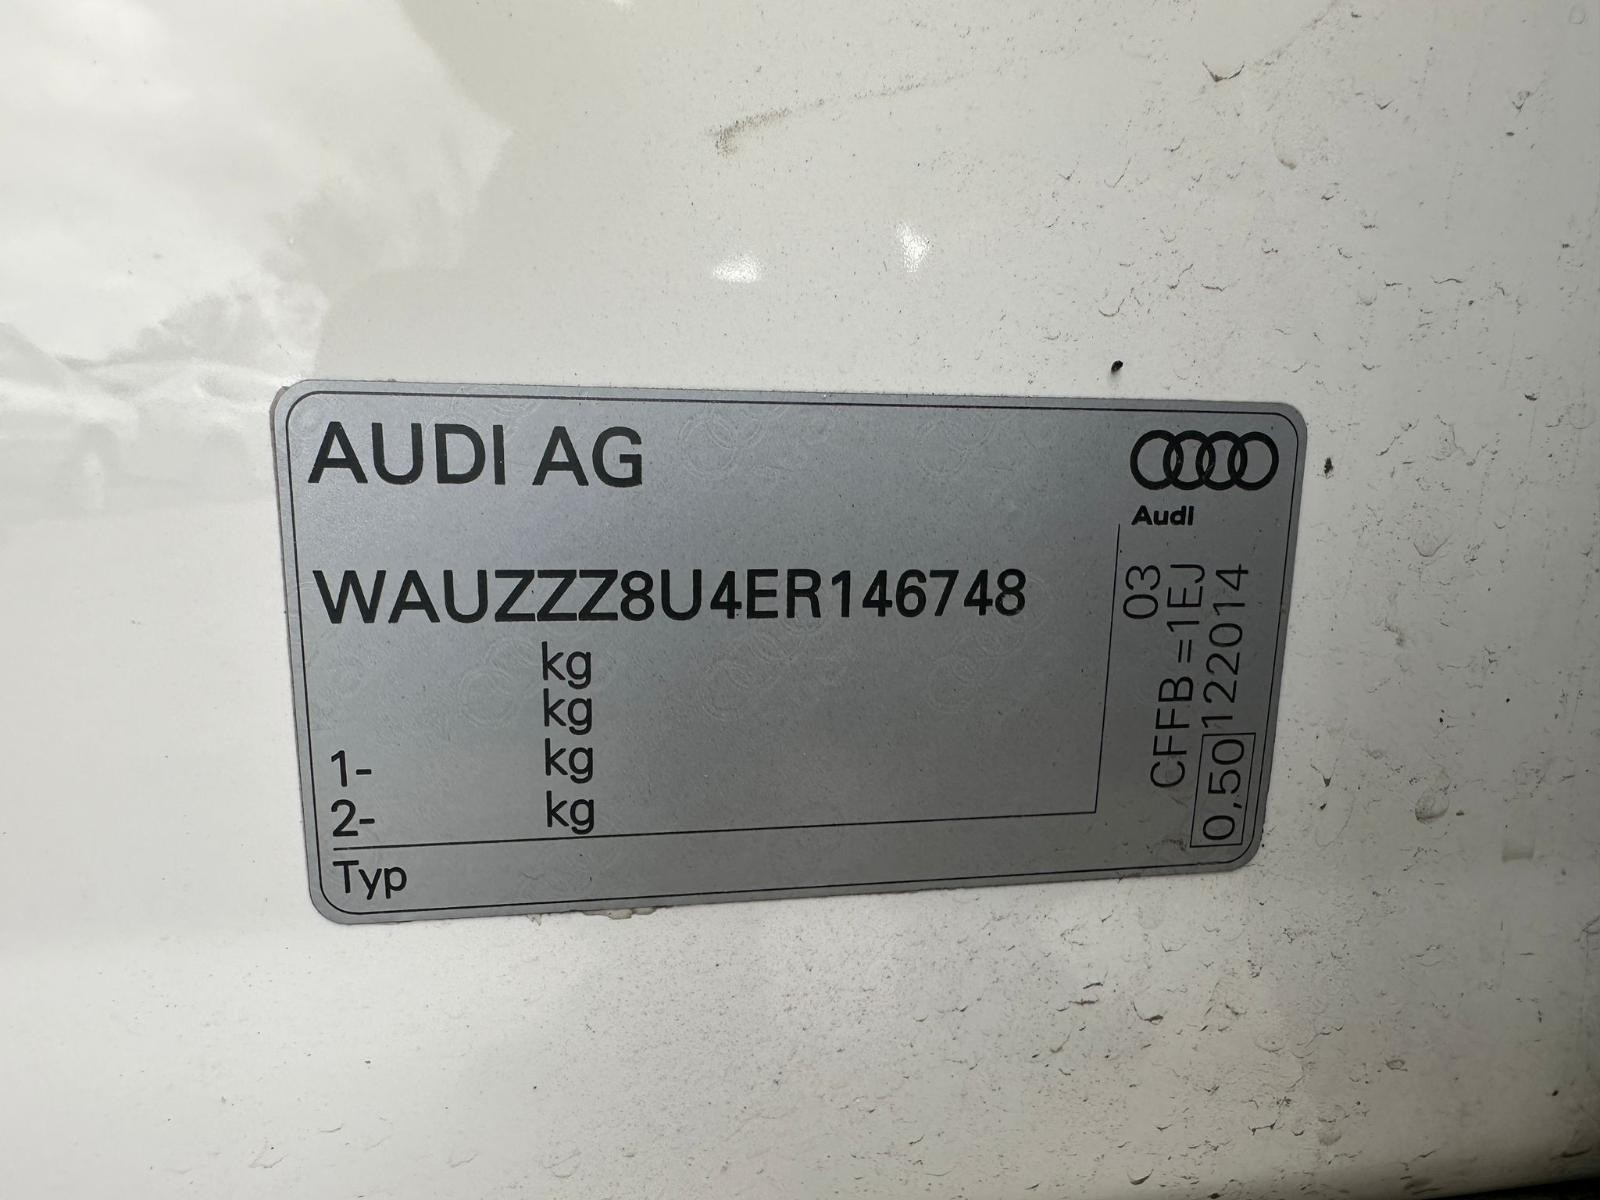 AUDI AG
Audi
WAUZZZ8U4ER146748
kg
kg
1- kg
2- kg
Typ
03
CFFB=1EJ
0,50 122014